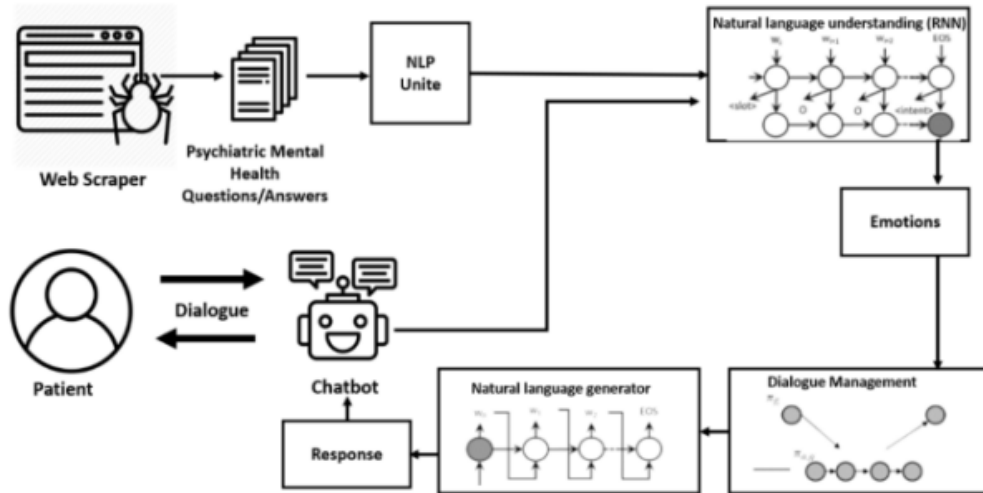 Natural language understanding (RNN)
NLP
Unite
EOS
<slot>
O
O
<intent>
Web Scraper
Psychiatric Mental
Health
Questions/Answers
Emotions
Dialogue
Patient
Chatbot
Natural language generator
EOS
Dialogue Management
Response